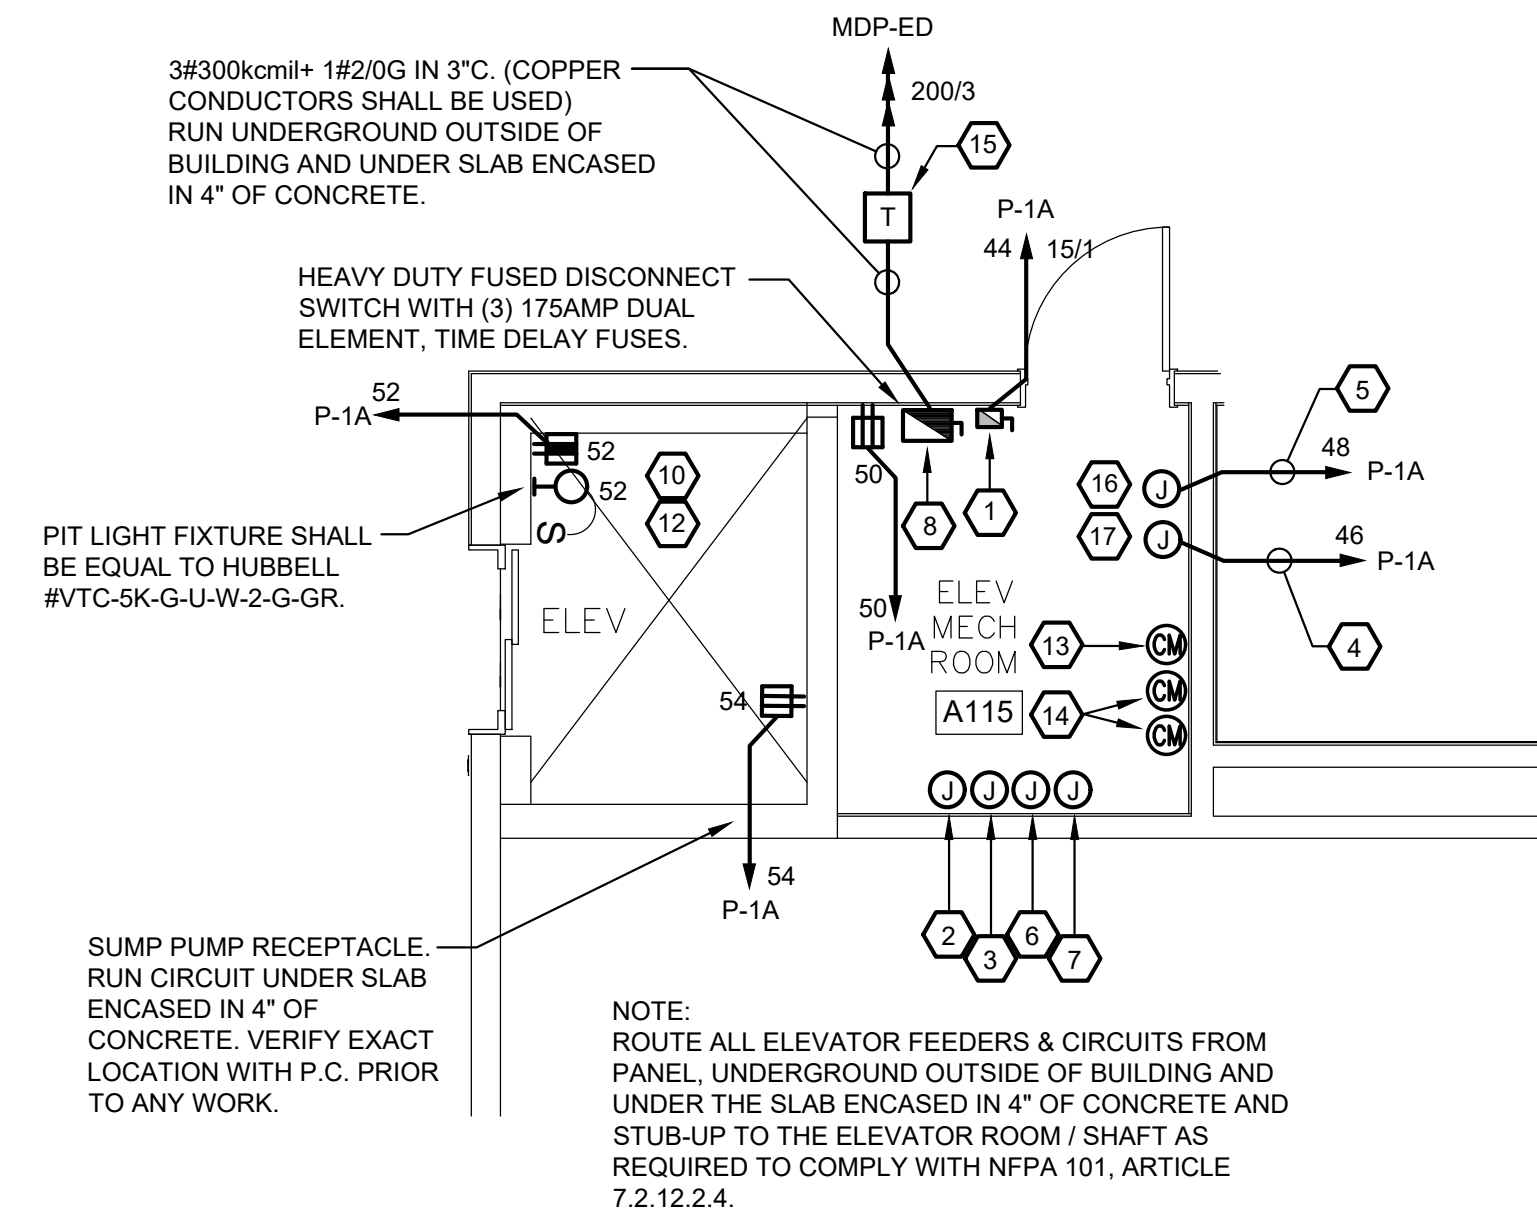 MDP-ED
3#300kcmil+ 1#2/0G IN 3"C. (COPPER
CONDUCTORS SHALL BE USED)
RUN UNDERGROUND OUTSIDE OF
BUILDING AND UNDER SLAB ENCASED
IN 4" OF CONCRETE.
200/3
15
T
P-1A
44 15/1
HEAVY DUTY FUSED DISCONNECT
SWITCH WITH (3) 175AMP DUAL
ELEMENT, TIME DELAY FUSES.
52
P-1A
52
52
S
10
12
50
8
1
16
17
J
J
5
48
P-1A
46
P-1A
4
PIT LIGHT FIXTURE SHALL
BE EQUAL TO HUBBELL
#VTC-5K-G-U-W-2-G-GR.
ELEV
50
P-1A
ELEV
MECH
ROOM
A115
13
14
CM
CM
CM
54
J J J J
54
P-1A
2
3
6
7
SUMP PUMP RECEPTACLE.
RUN CIRCUIT UNDER SLAB
ENCASED IN 4" OF
CONCRETE. VERIFY EXACT
LOCATION WITH P.C. PRIOR
TO ANY WORK.
NOTE:
ROUTE ALL ELEVATOR FEEDERS & CIRCUITS FROM
PANEL, UNDERGROUND OUTSIDE OF BUILDING AND
UNDER THE SLAB ENCASED IN 4" OF CONCRETE AND
STUB-UP TO THE ELEVATOR ROOM / SHAFT AS
REQUIRED TO COMPLY WITH NFPA 101, ARTICLE
7.2.12.2.4.